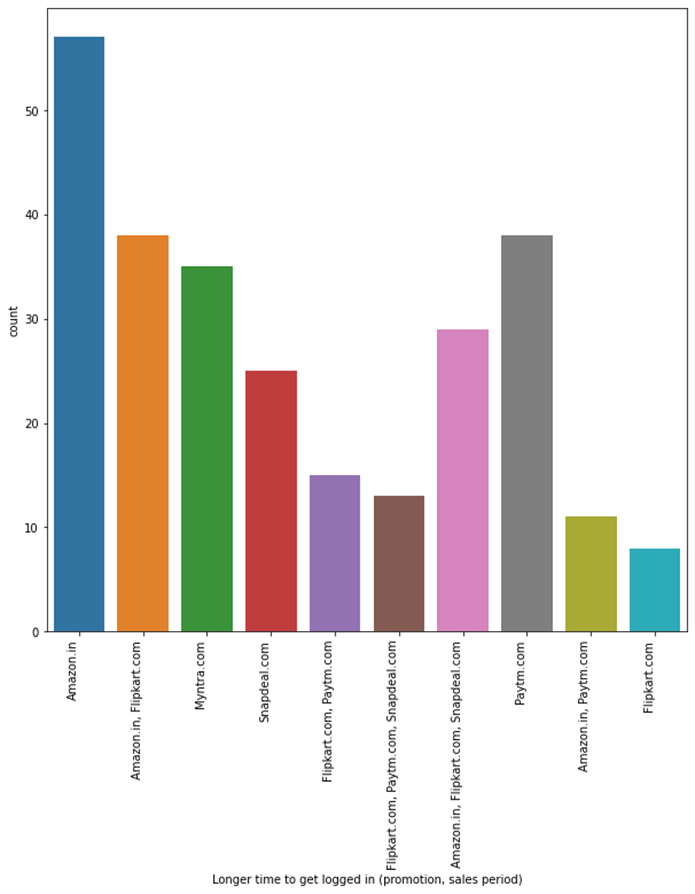 50
40
30
20
10
0
count
Amazon.in
Amazon.in, Flipkart.com
Myntra.com
Snapdeal.com
Flipkart.com, Paytm.com
Flipkart.com, Paytm.com, Snapdeal.com
Amazon.in, Flipkart.com, Snapdeal.com
Paytm.com
Amazon.in, Paytm.com
Flipkart.com
Longer time to get logged in (promotion, sales period)